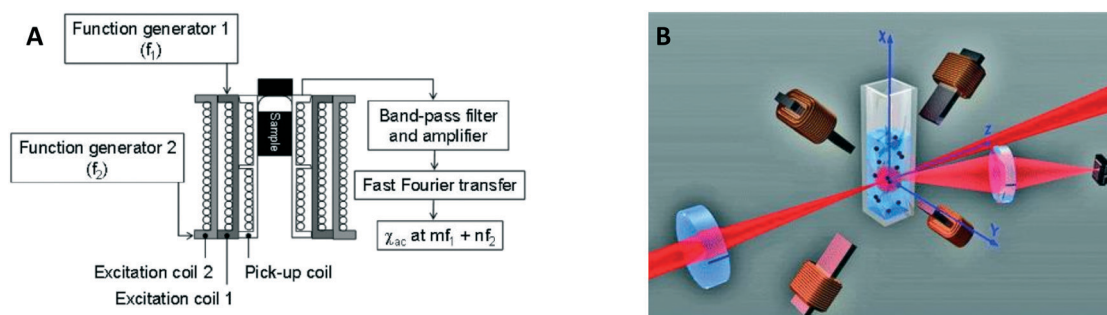 A
Function generator 1
(f₁)
Function generator 2
(f₂)
Sample
Band-pass filter
and amplifier
Fast Fourier transfer
χac at mf₁ + nf₂
Excitation coil 2
Pick-up coil
Excitation coil 1
B
X
Z
Y